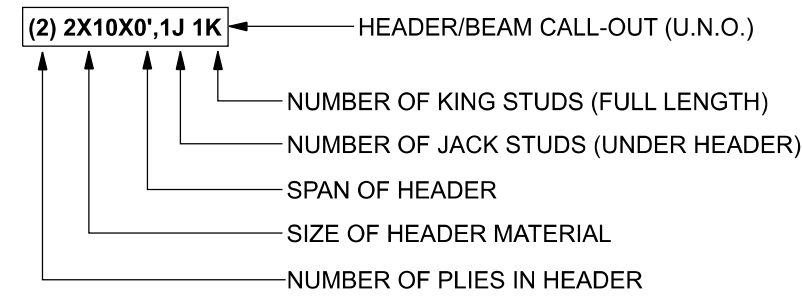 (2) 2X10X0',1J 1K
HEADER/BEAM CALL-OUT (U.N.O.)
NUMBER OF KING STUDS (FULL LENGTH)
NUMBER OF JACK STUDS (UNDER HEADER)
SPAN OF HEADER
SIZE OF HEADER MATERIAL
NUMBER OF PLIES IN HEADER